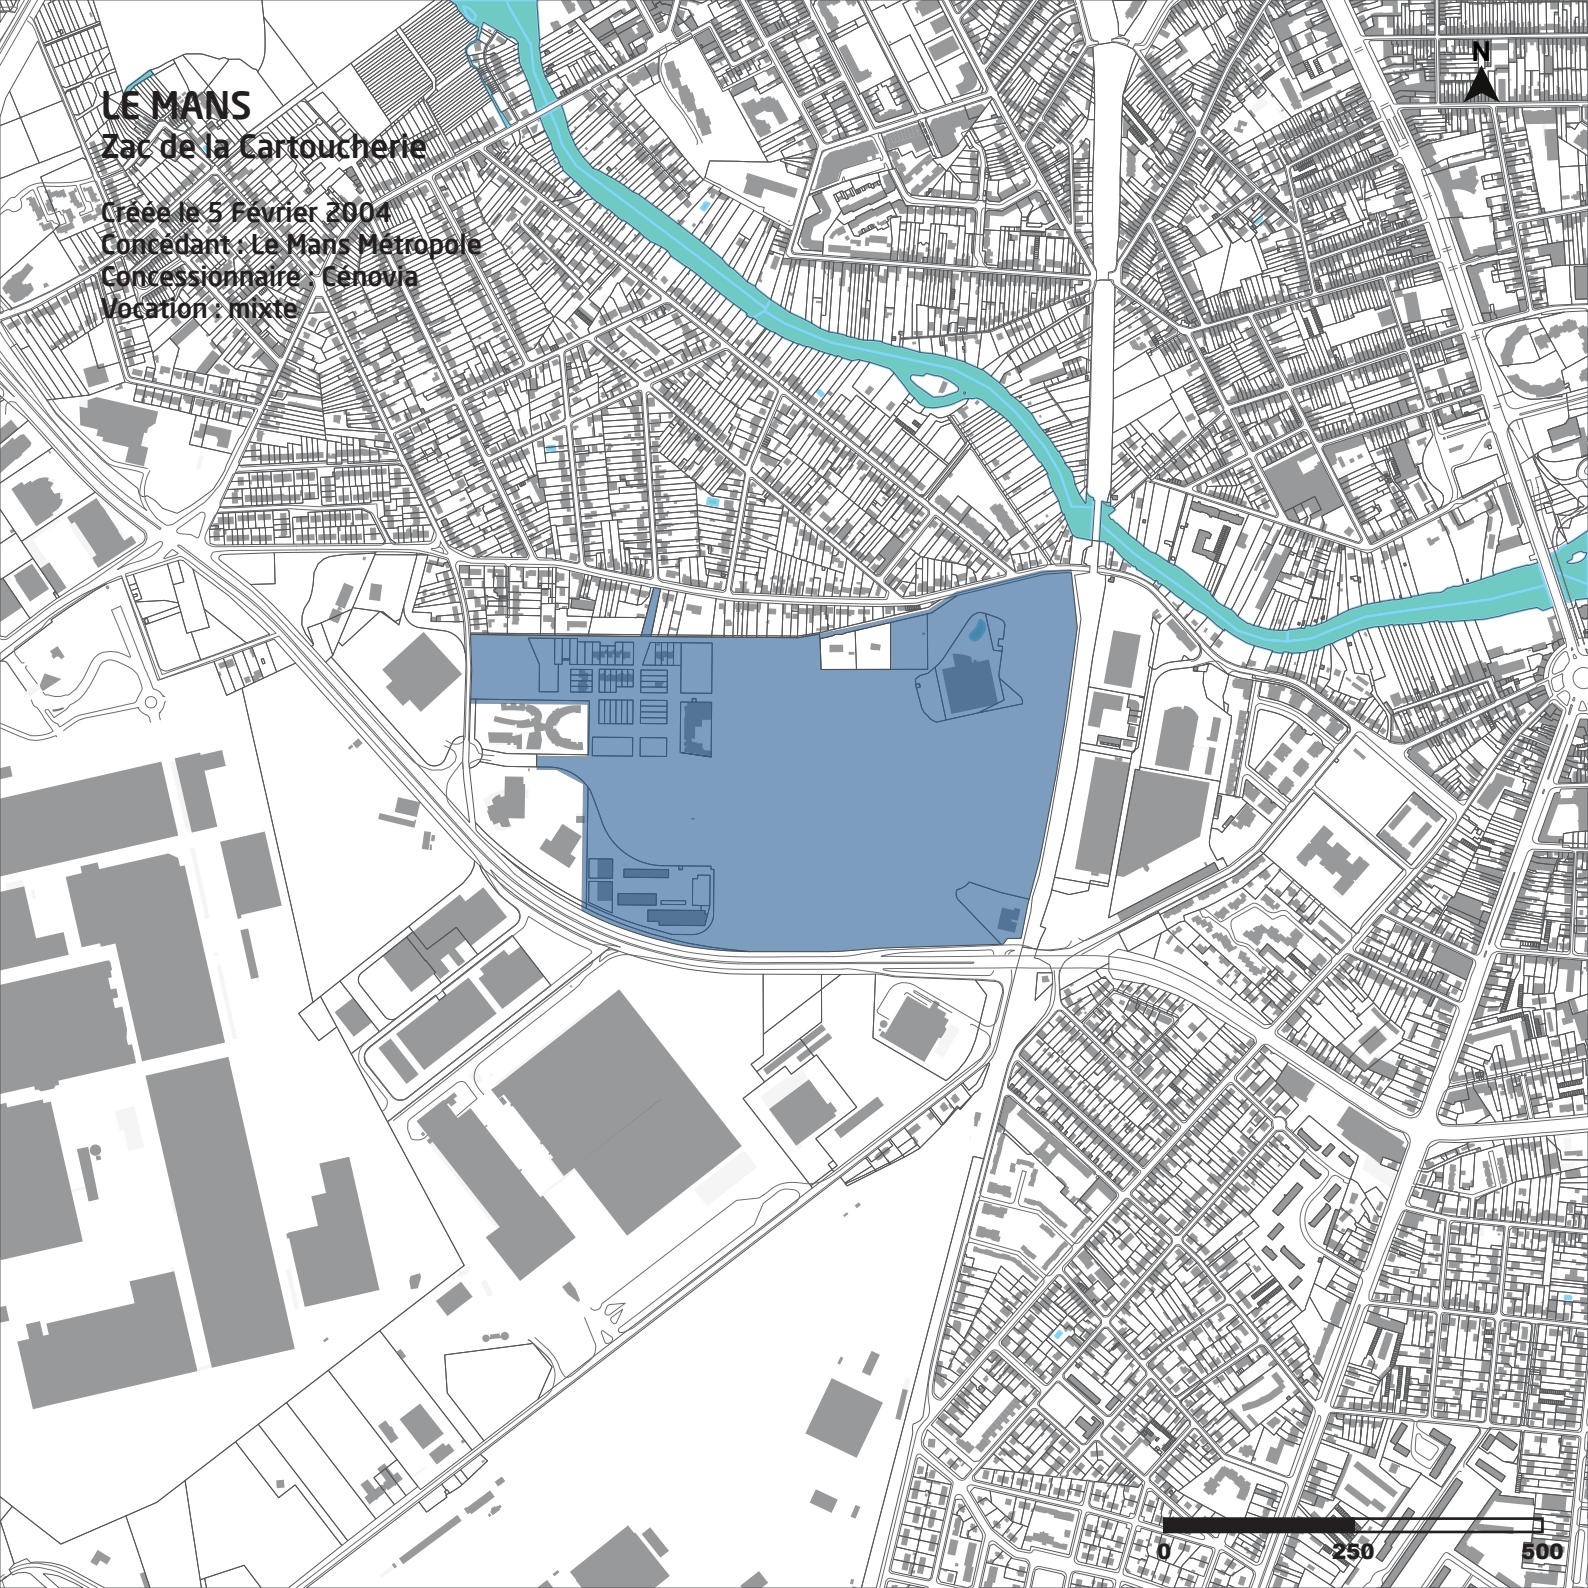 LE MANS
Zac de la Cartoucherie
Créée le 5 Février 2004
Concédant : Le Mans Métropole
Concessionnaire : Cénovia
Vocation : mixte
N
0 250 500